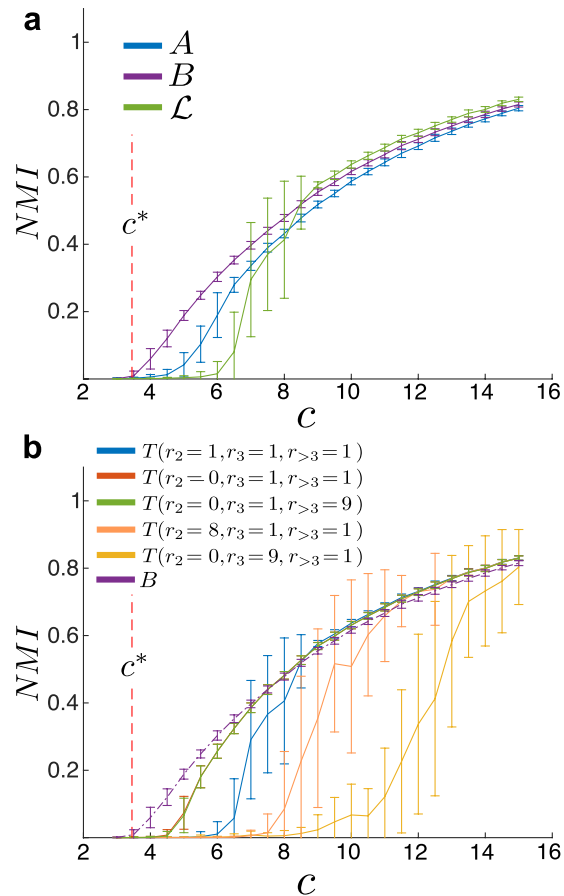 a
A
B
ℒ
NMI
1
0.8
0.6
0.4
0.2
c*
2 4 6 8 10 12 14 16
c
b
T(r₂=1,r₃=1,r>₃=1)
T(r₂=0,r₃=1,r>₃=1)
T(r₂=0,r₃=1,r>₃=9)
T(r₂=8,r₃=1,r>₃=1)
T(r₂=0,r₃=9,r>₃=1)
B
NMI
1
0.8
0.6
0.4
0.2
c*
2 4 6 8 10 12 14 16
c